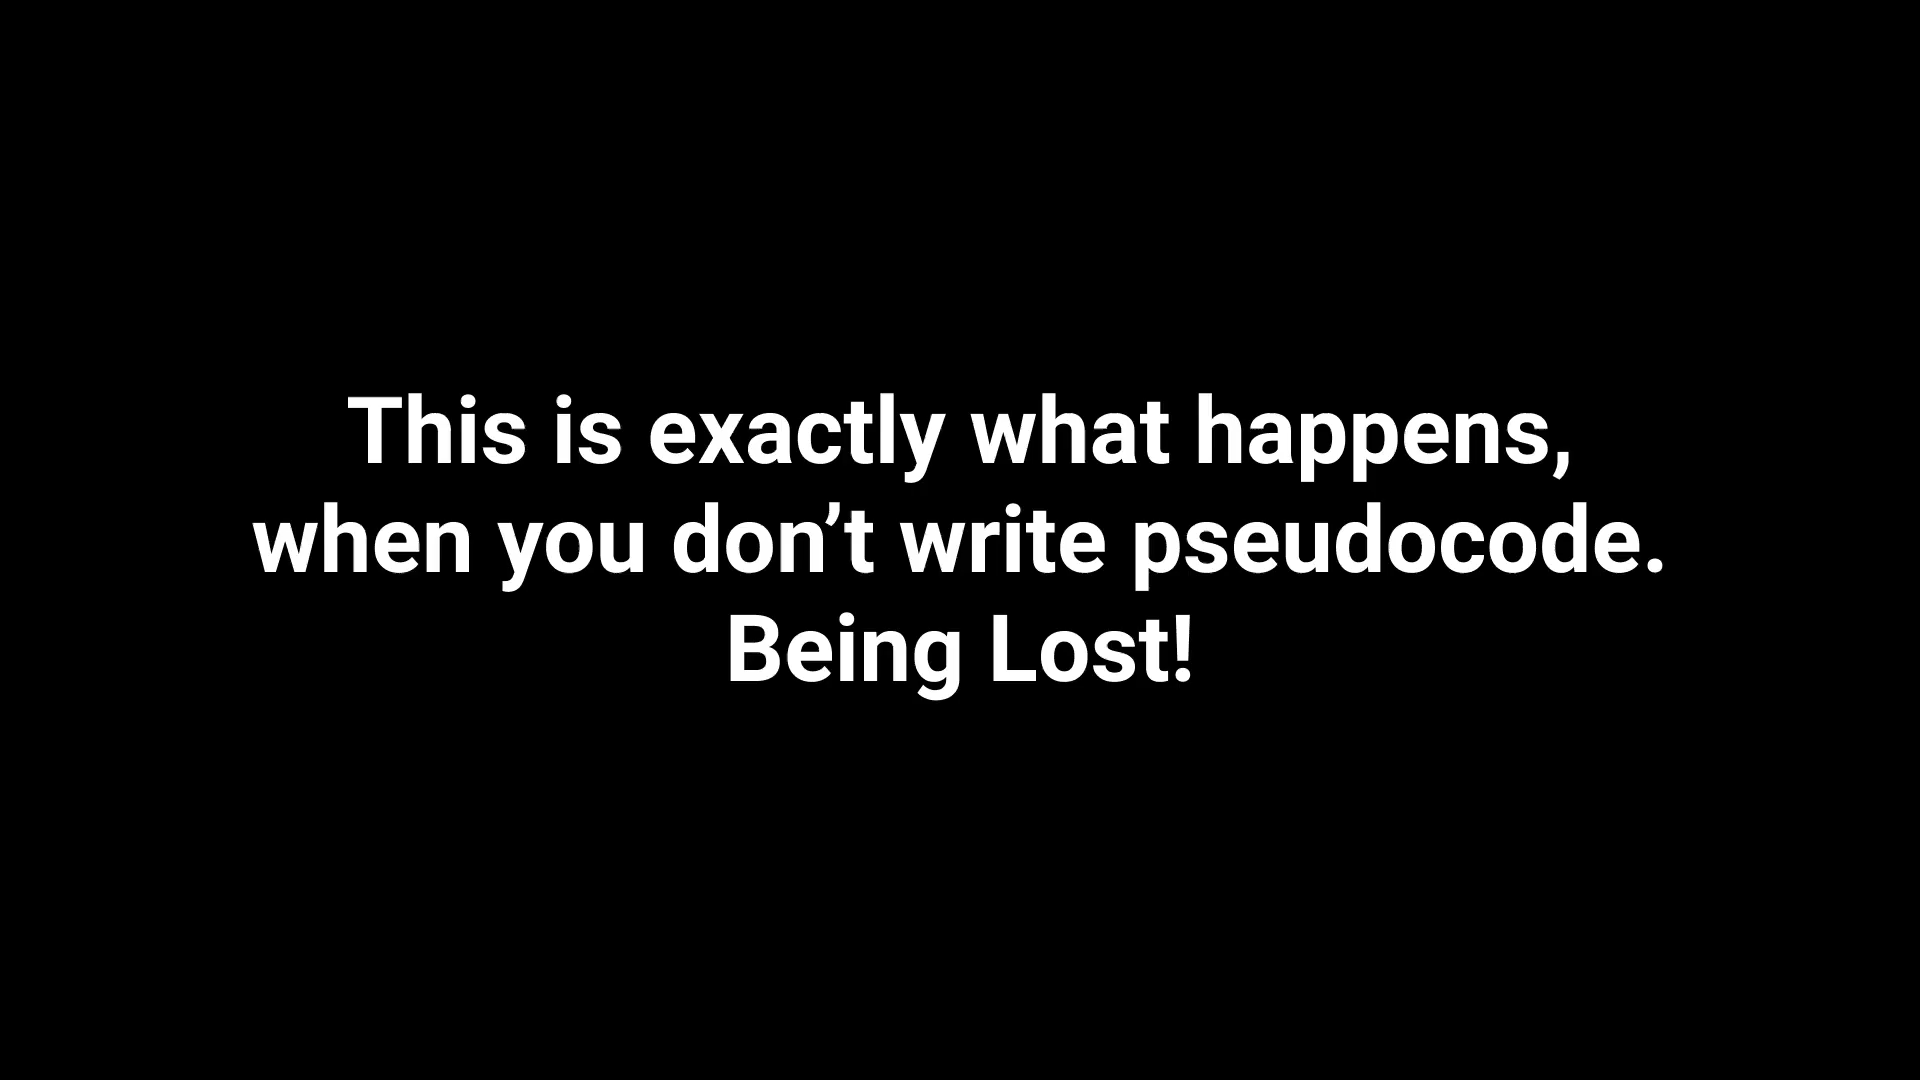 This is exactly what happens,
when you don’t write pseudocode.
Being Lost!